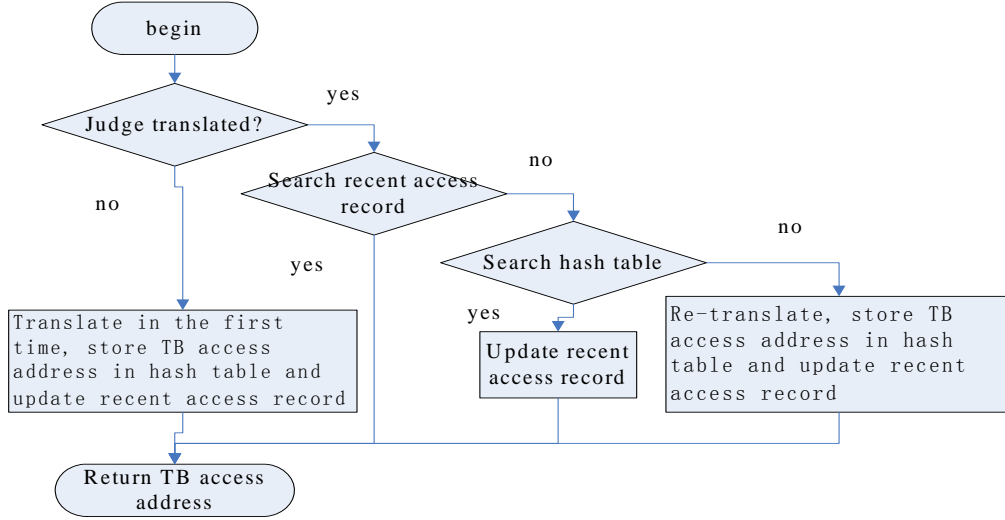 begin
yes
Judge translated?
no
Search recent access
record
no
no
yes
Search hash table
yes
Translate in the first
time, store TB access
address in hash table and
update recent access record
Update recent
access record
Re-translate, store TB
access address in hash
table and update recent
access record
Return TB access
address